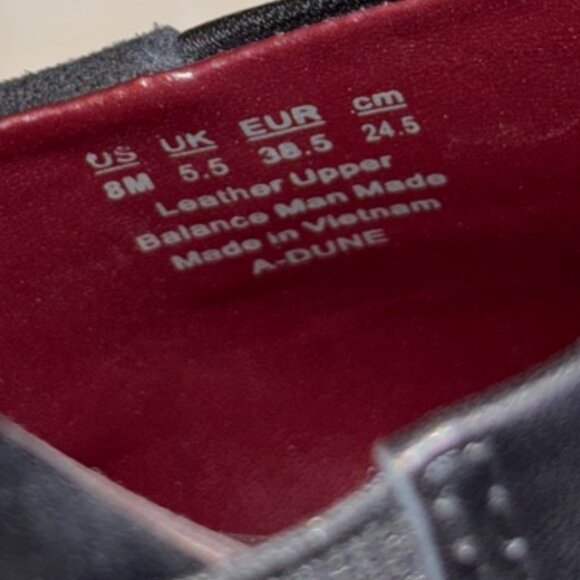 US UK EUR cm
8M 5.5 38.5 24.5
Leather Upper
Balance Man Made
Made in Vietnam
A-DUNE